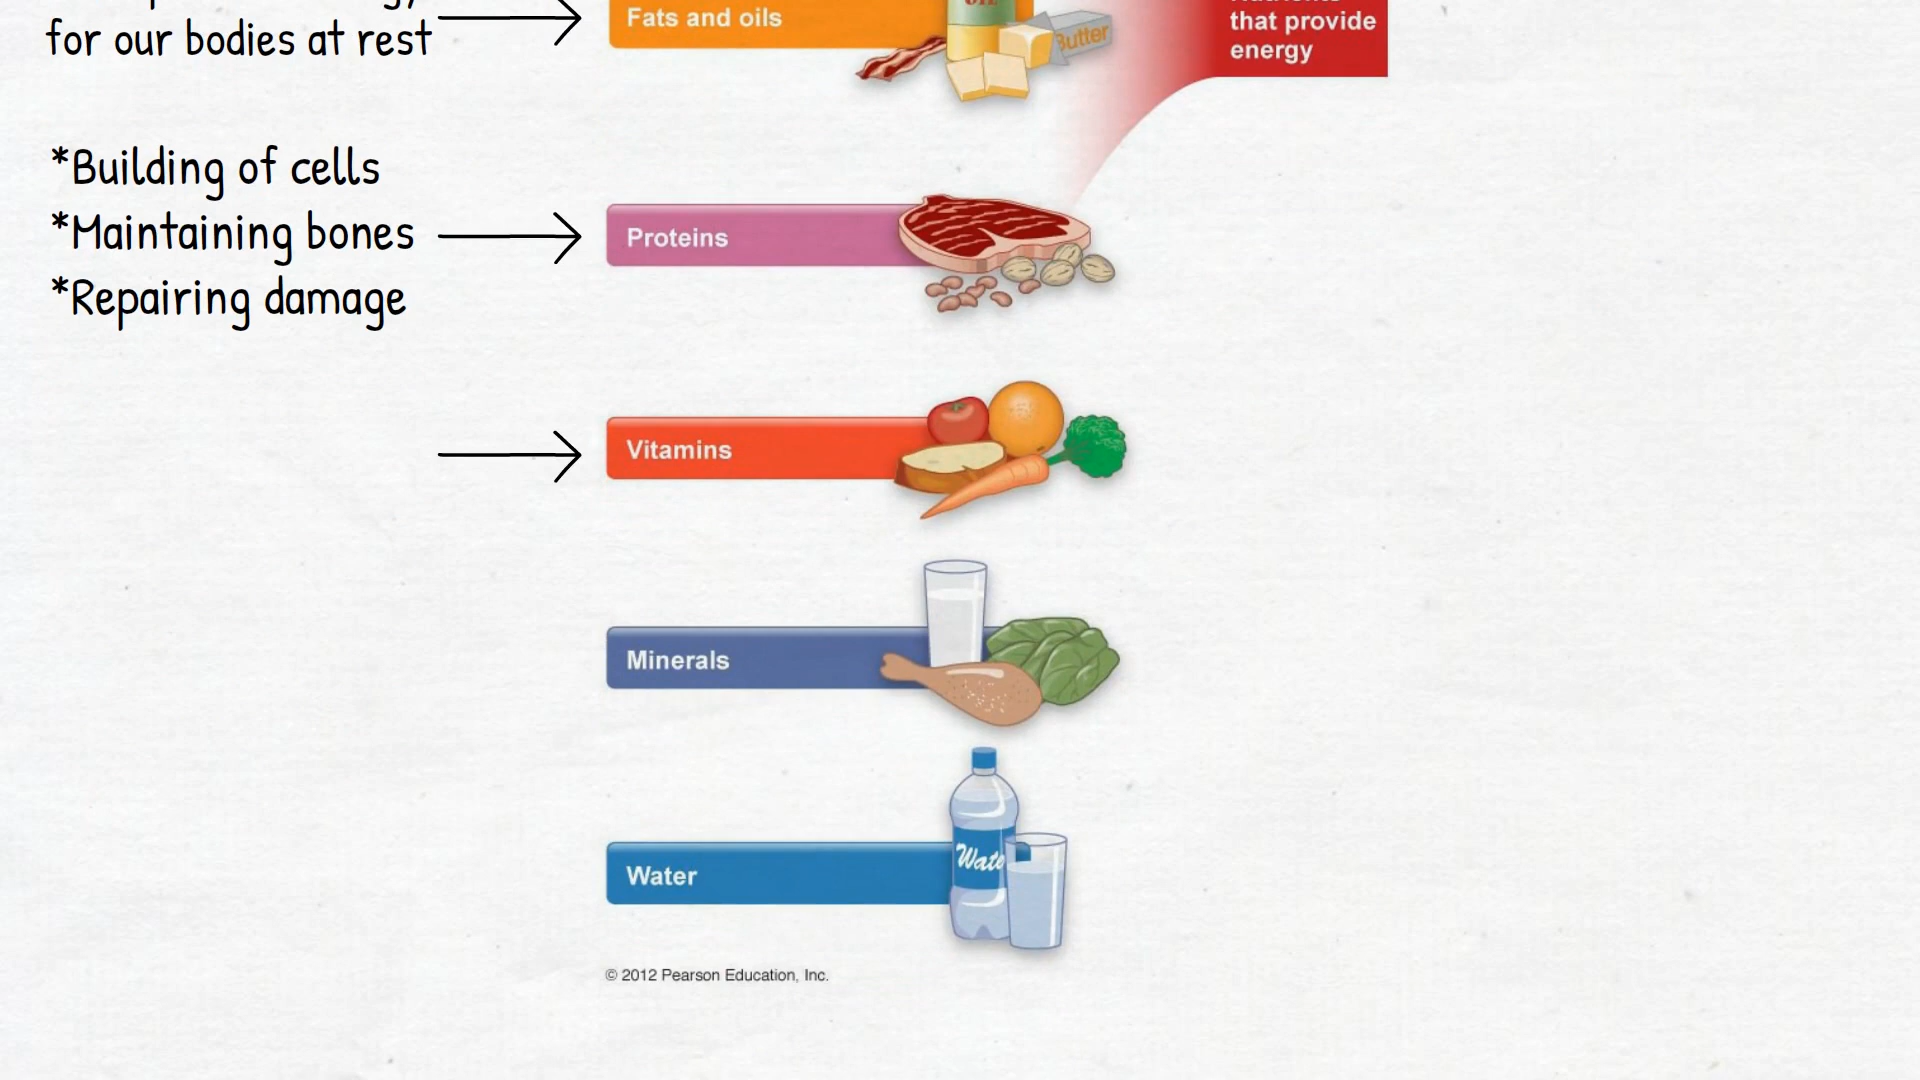 for our bodies at rest
Fats and oils
OIL
Butter
that provide
energy
*Building of cells
*Maintaining bones
*Repairing damage
Proteins
Vitamins
Minerals
Water
Wate
© 2012 Pearson Education, Inc.